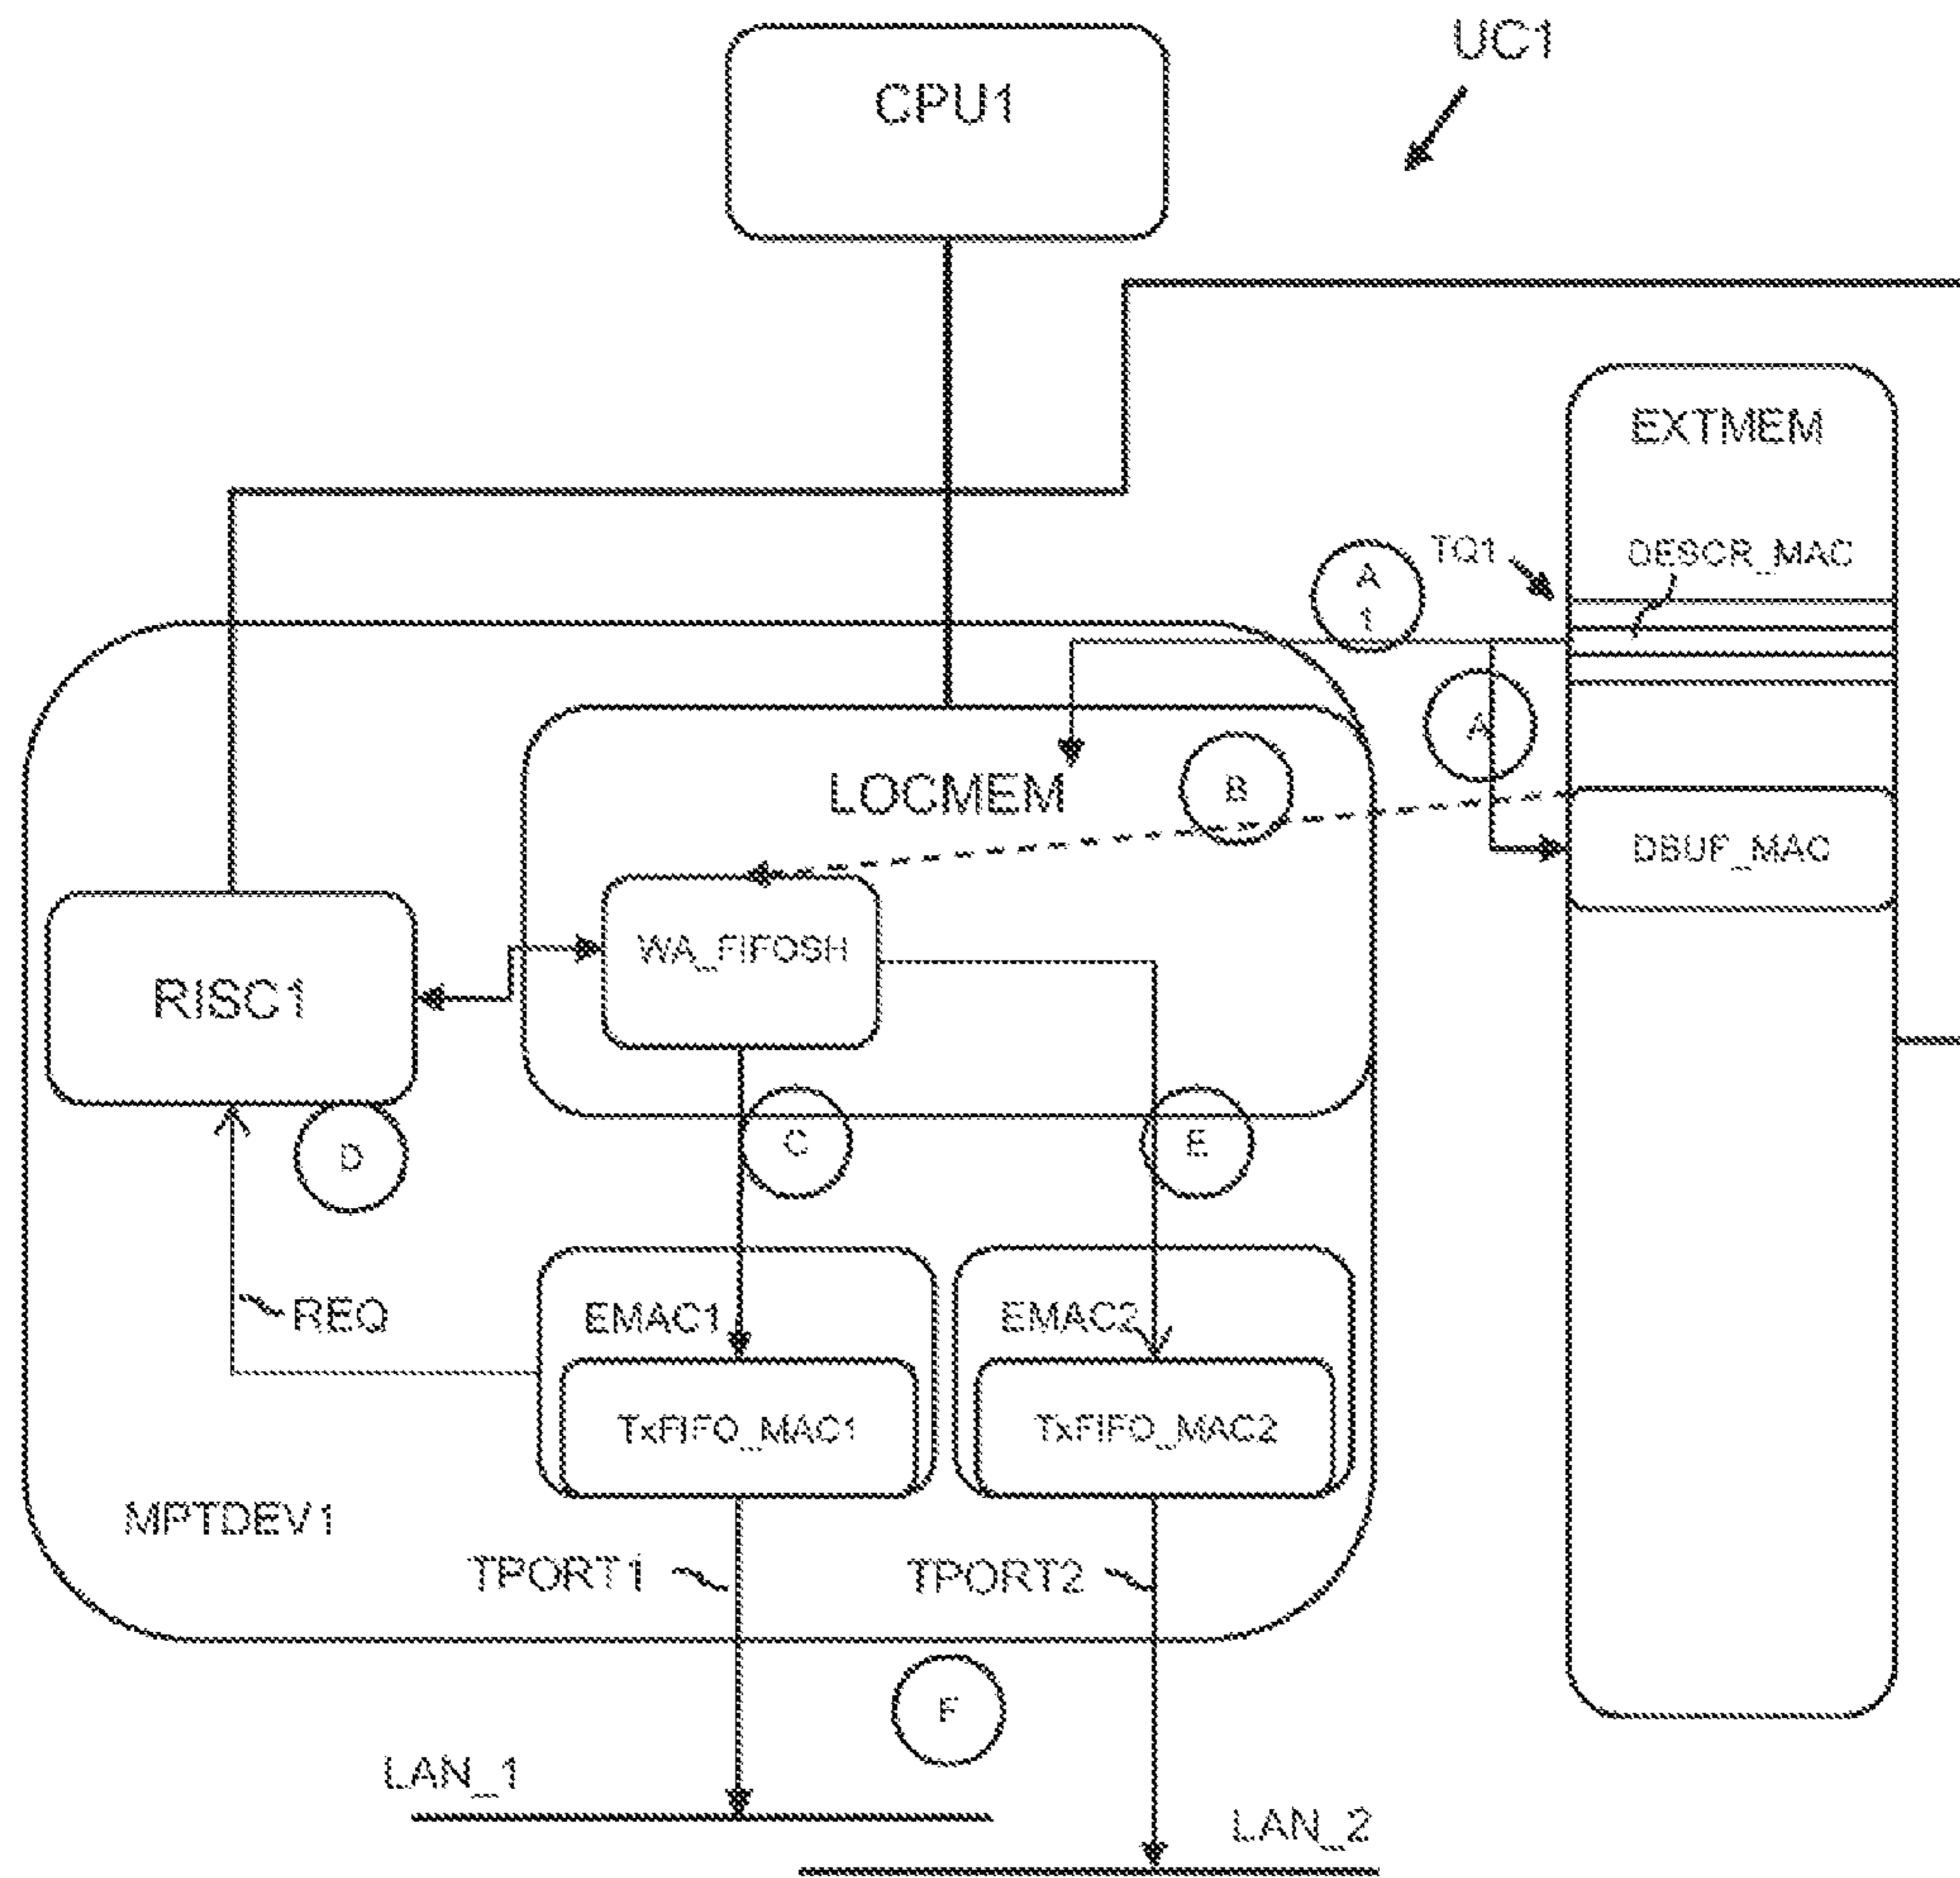 UC1
CPU1
EXTMEM
TQ1
DESCR_MAC
A
1
A
B
LOCMEM
DBUF_MAC
WA_FIFOSH
RISC1
D
C
E
REQ
EMAC1
EMAC2
TxFIFO_MAC1
TxFIFO_MAC2
MPTDEV1
TPORT1
TPORT2
F
LAN_1
LAN_2